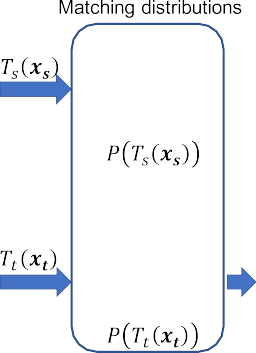 Matching distributions
T_s(x_s)
P(T_s(x_s))
T_t(x_t)
P(T_t(x_t))